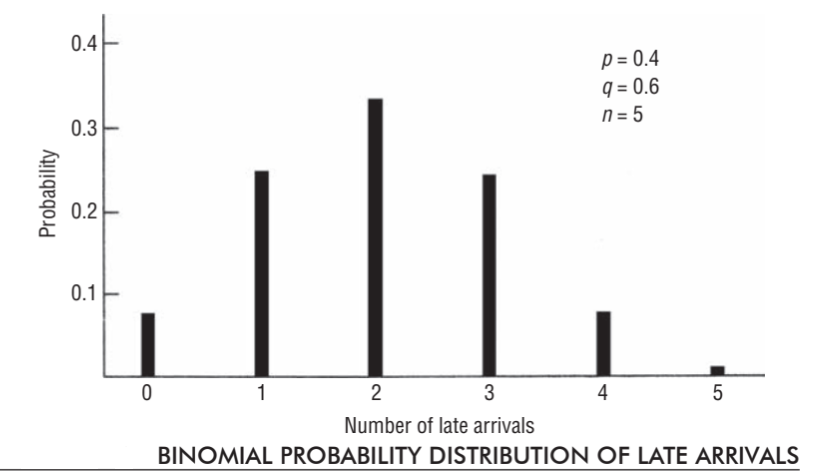 0.4
p = 0.4
q = 0.6
n = 5
0.3
Probability
0.2
0.1
0 1 2 3 4 5
Number of late arrivals
BINOMIAL PROBABILITY DISTRIBUTION OF LATE ARRIVALS